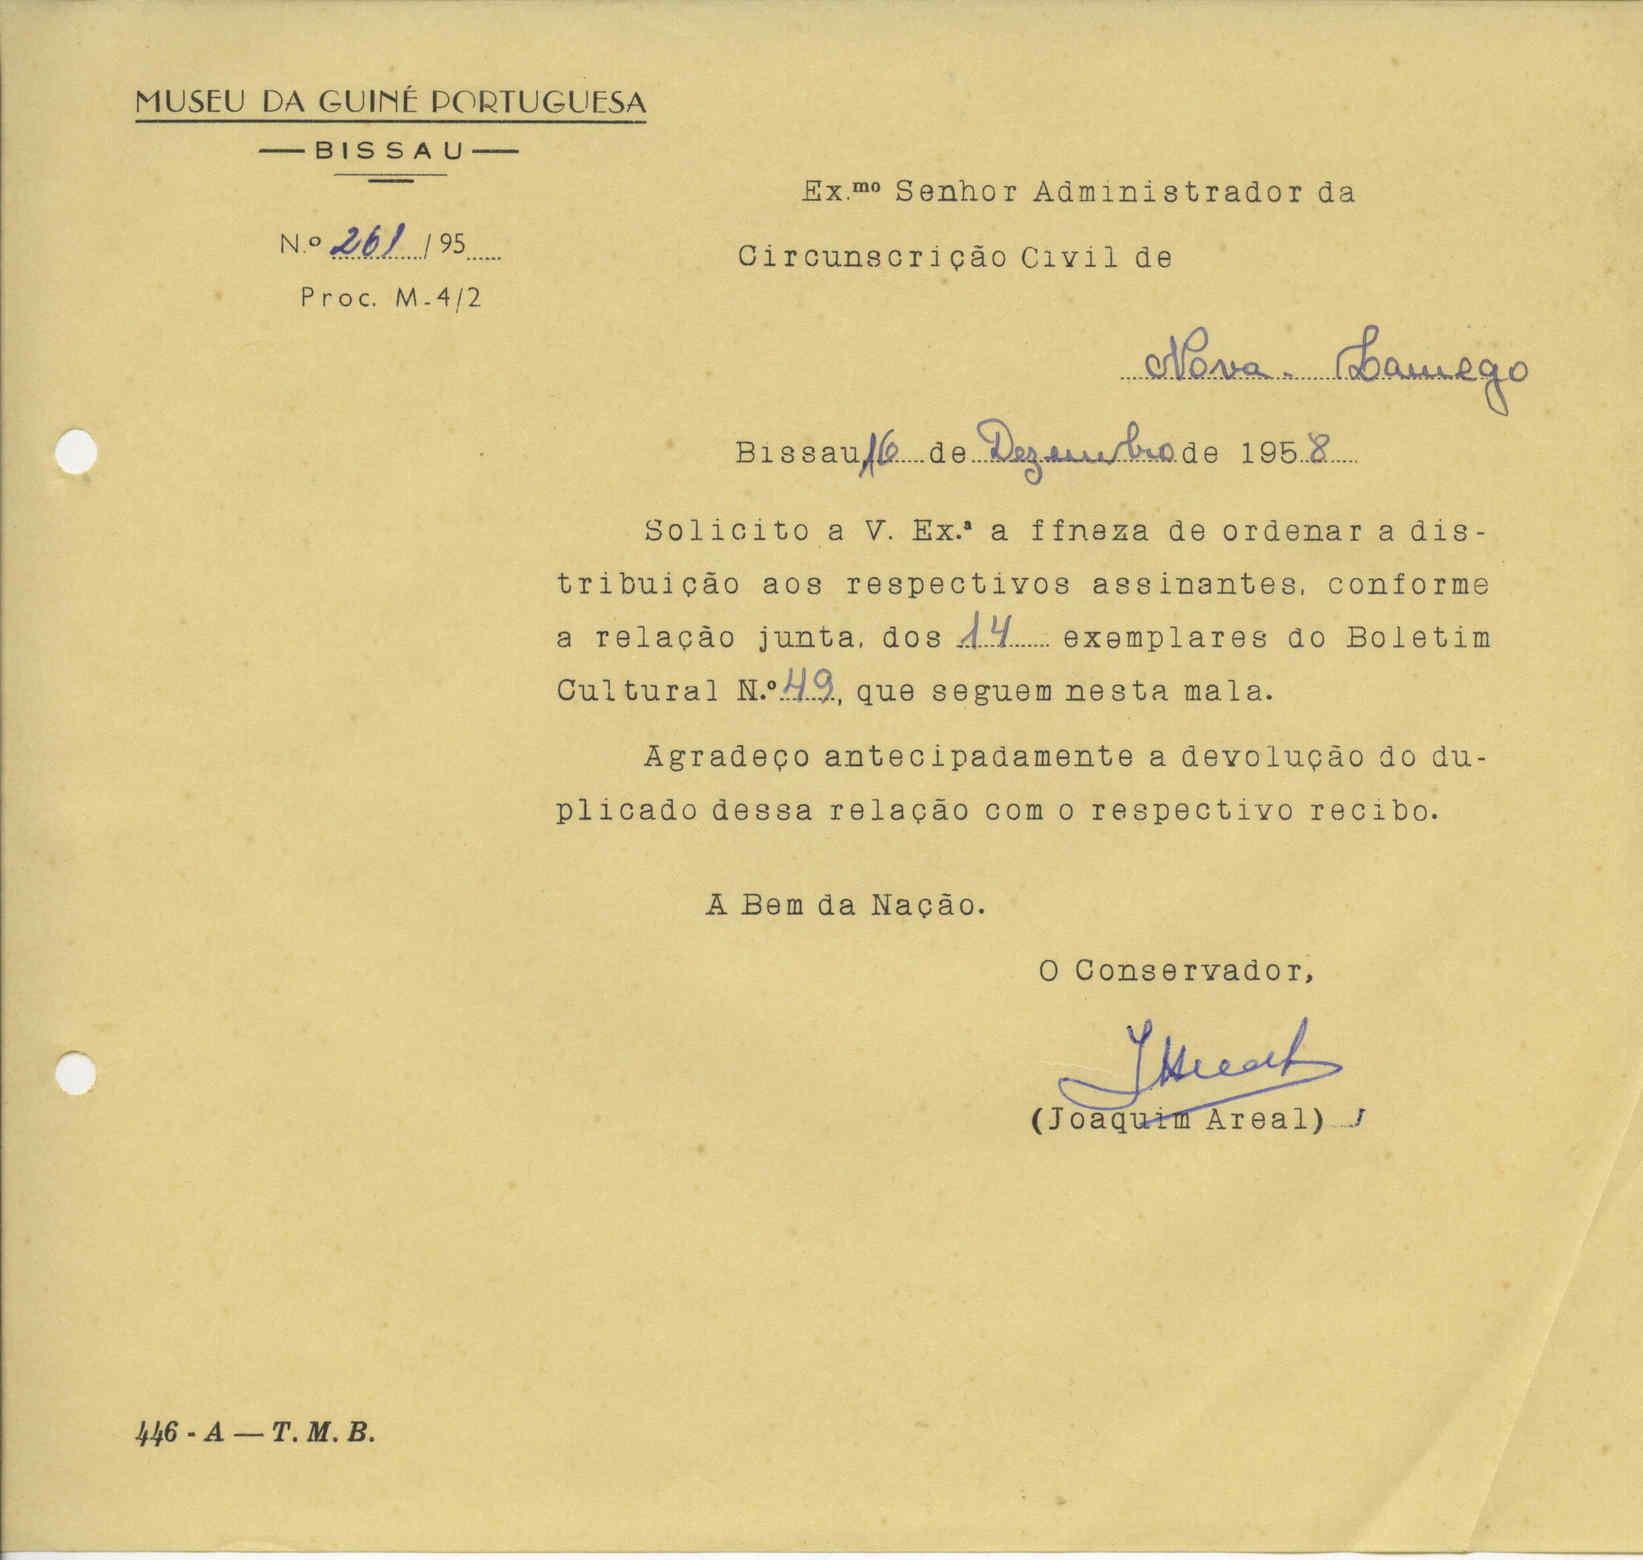 MUSEU DA GUINÉ PORTUGUESA
— BISSAU —
N.º 261 / 95
Proc. M-4/2
Ex.mo Senhor Administrador da
Circunscrição Civil de
Nova-Lamego
Bissau, 16 de Dezembro de 1958
Solicito a V. Ex.ª a ffneza de ordenar a dis-
tribuição aos respectivos assinantes, conforme
a relação junta, dos 14 exemplares do Boletim
Cultural N.º 49, que seguem nesta mala.
Agradeço antecipadamente a devolução do du-
plicado dessa relação com o respectivo recibo.
A Bem da Nação.
O Conservador,
(Joaquim Areal)
446 - A — T. M. B.